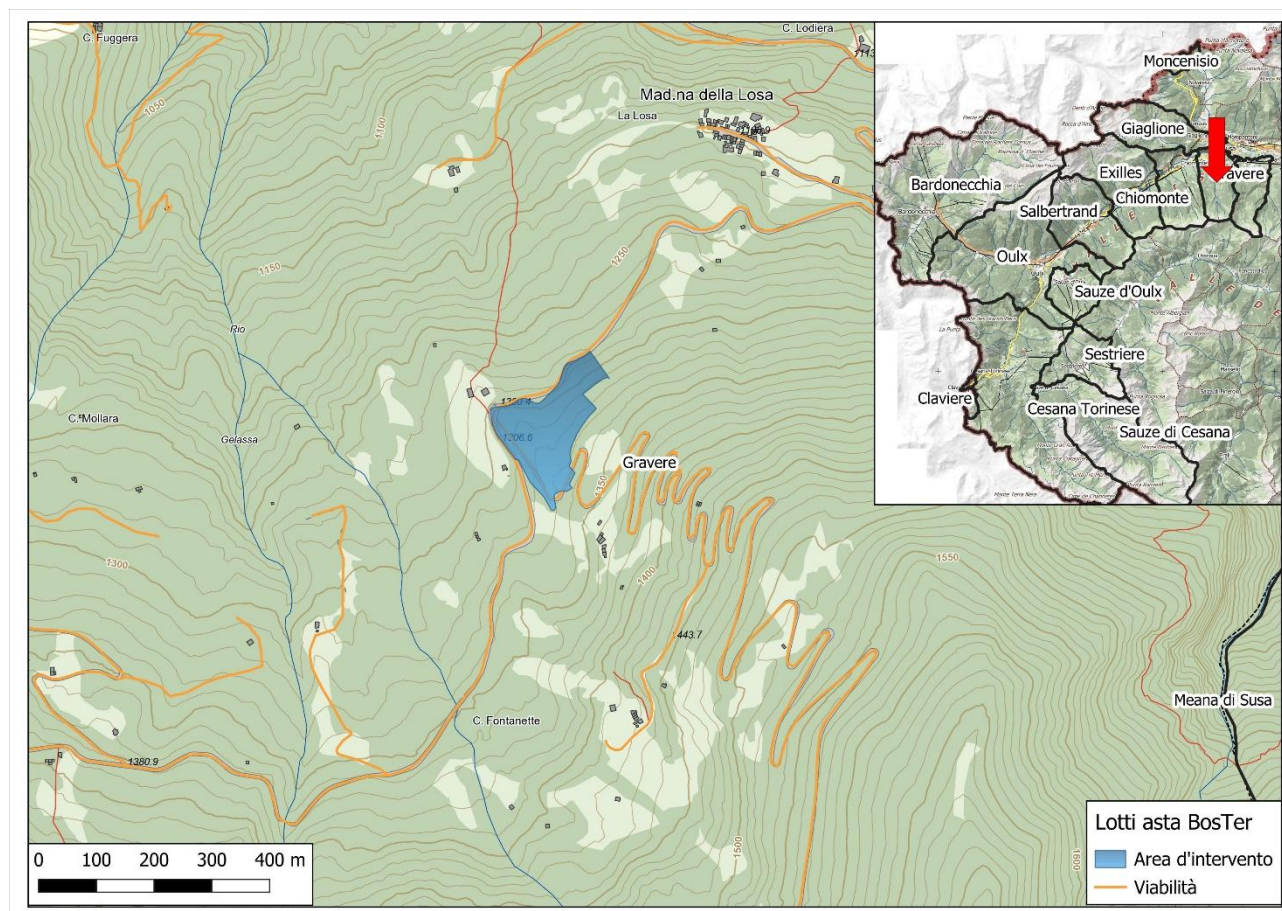 C. Fuggera
C. Lodiera
1113
Mad.na della Losa
La Losa
1050
1100
1150
1250
Rio
Gelassa
C. Mollara
1206.6
1350
Gravere
1300
1400
1550
443.7
C. Fontanette
1380.9
1500
1600
Meana di Susa
Moncenisio
Giaglione
Exilles
Gravere
Bardonecchia
Chiomonte
Salbertrand
Oulx
Sauze d'Oulx
Sestriere
Claviere
Cesana Torinese
Sauze di Cesana
Lotti asta BosTer
Area d'intervento
Viabilità
0 100 200 300 400 m